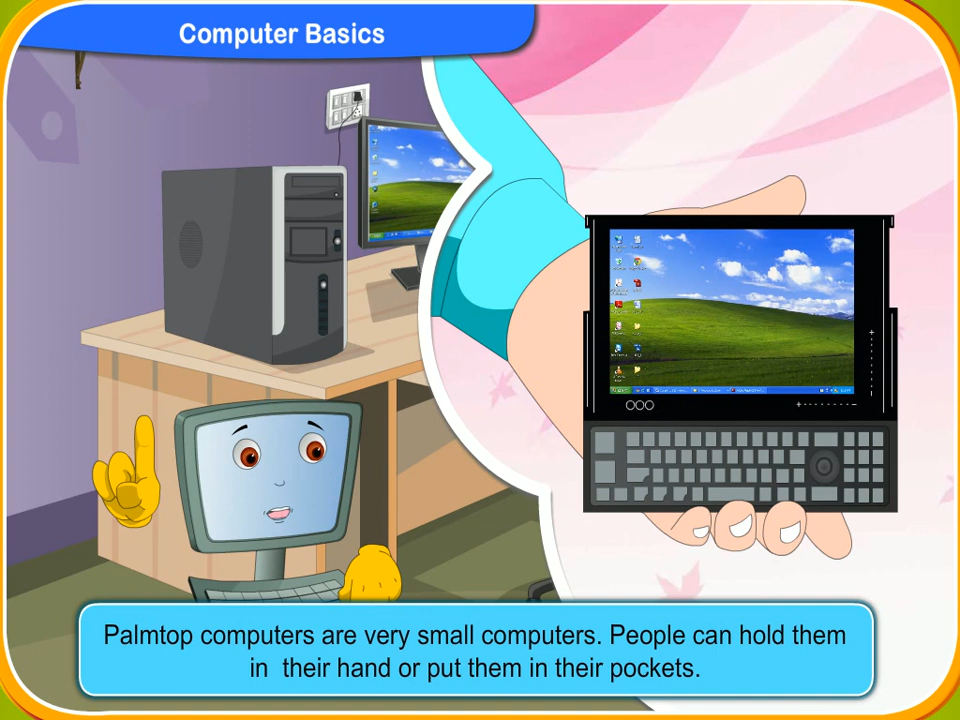 Computer Basics
Palmtop computers are very small computers. People can hold them
in their hand or put them in their pockets.